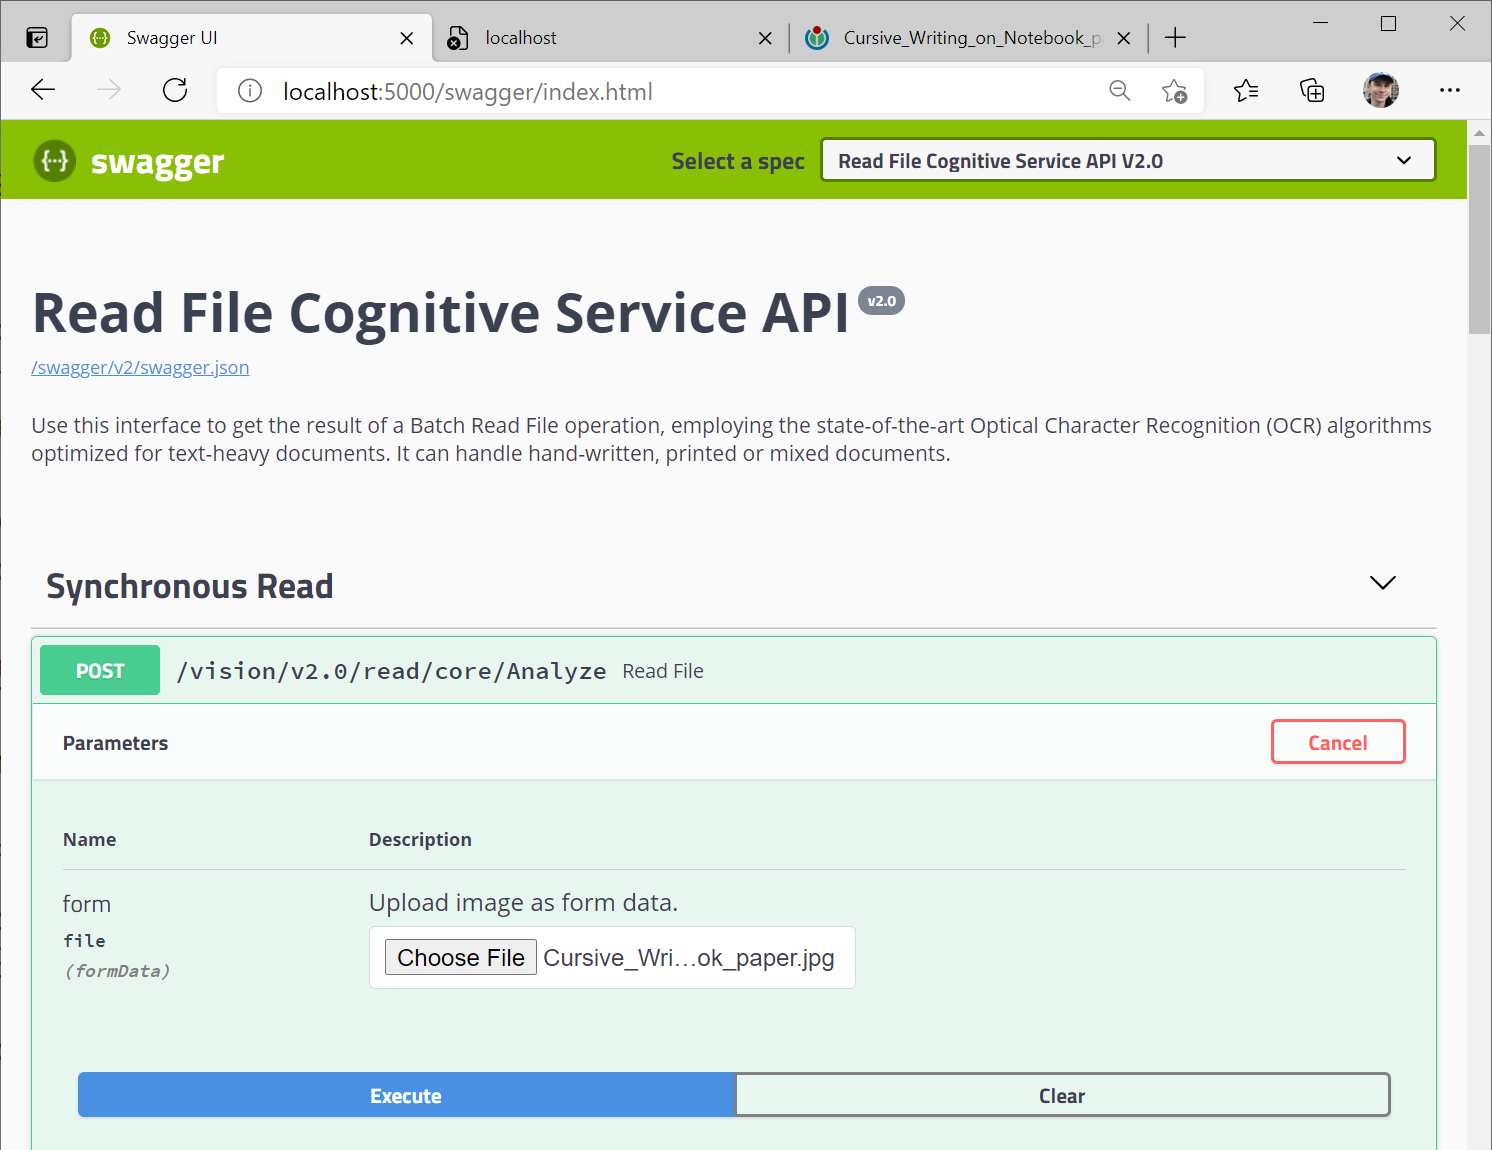 Swagger UI
localhost
Cursive_Writing_on_Notebook_p
localhost:5000/swagger/index.html
swagger
Select a spec
Read File Cognitive Service API V2.0
Read File Cognitive Service API v2.0
/swagger/v2/swagger.json
Use this interface to get the result of a Batch Read File operation, employing the state-of-the-art Optical Character Recognition (OCR) algorithms
optimized for text-heavy documents. It can handle hand-written, printed or mixed documents.
Synchronous Read
POST /vision/v2.0/read/core/Analyze Read File
Parameters
Cancel
Name Description
form
file
(formData)
Upload image as form data.
Choose File Cursive_Wri…ok_paper.jpg
Execute
Clear